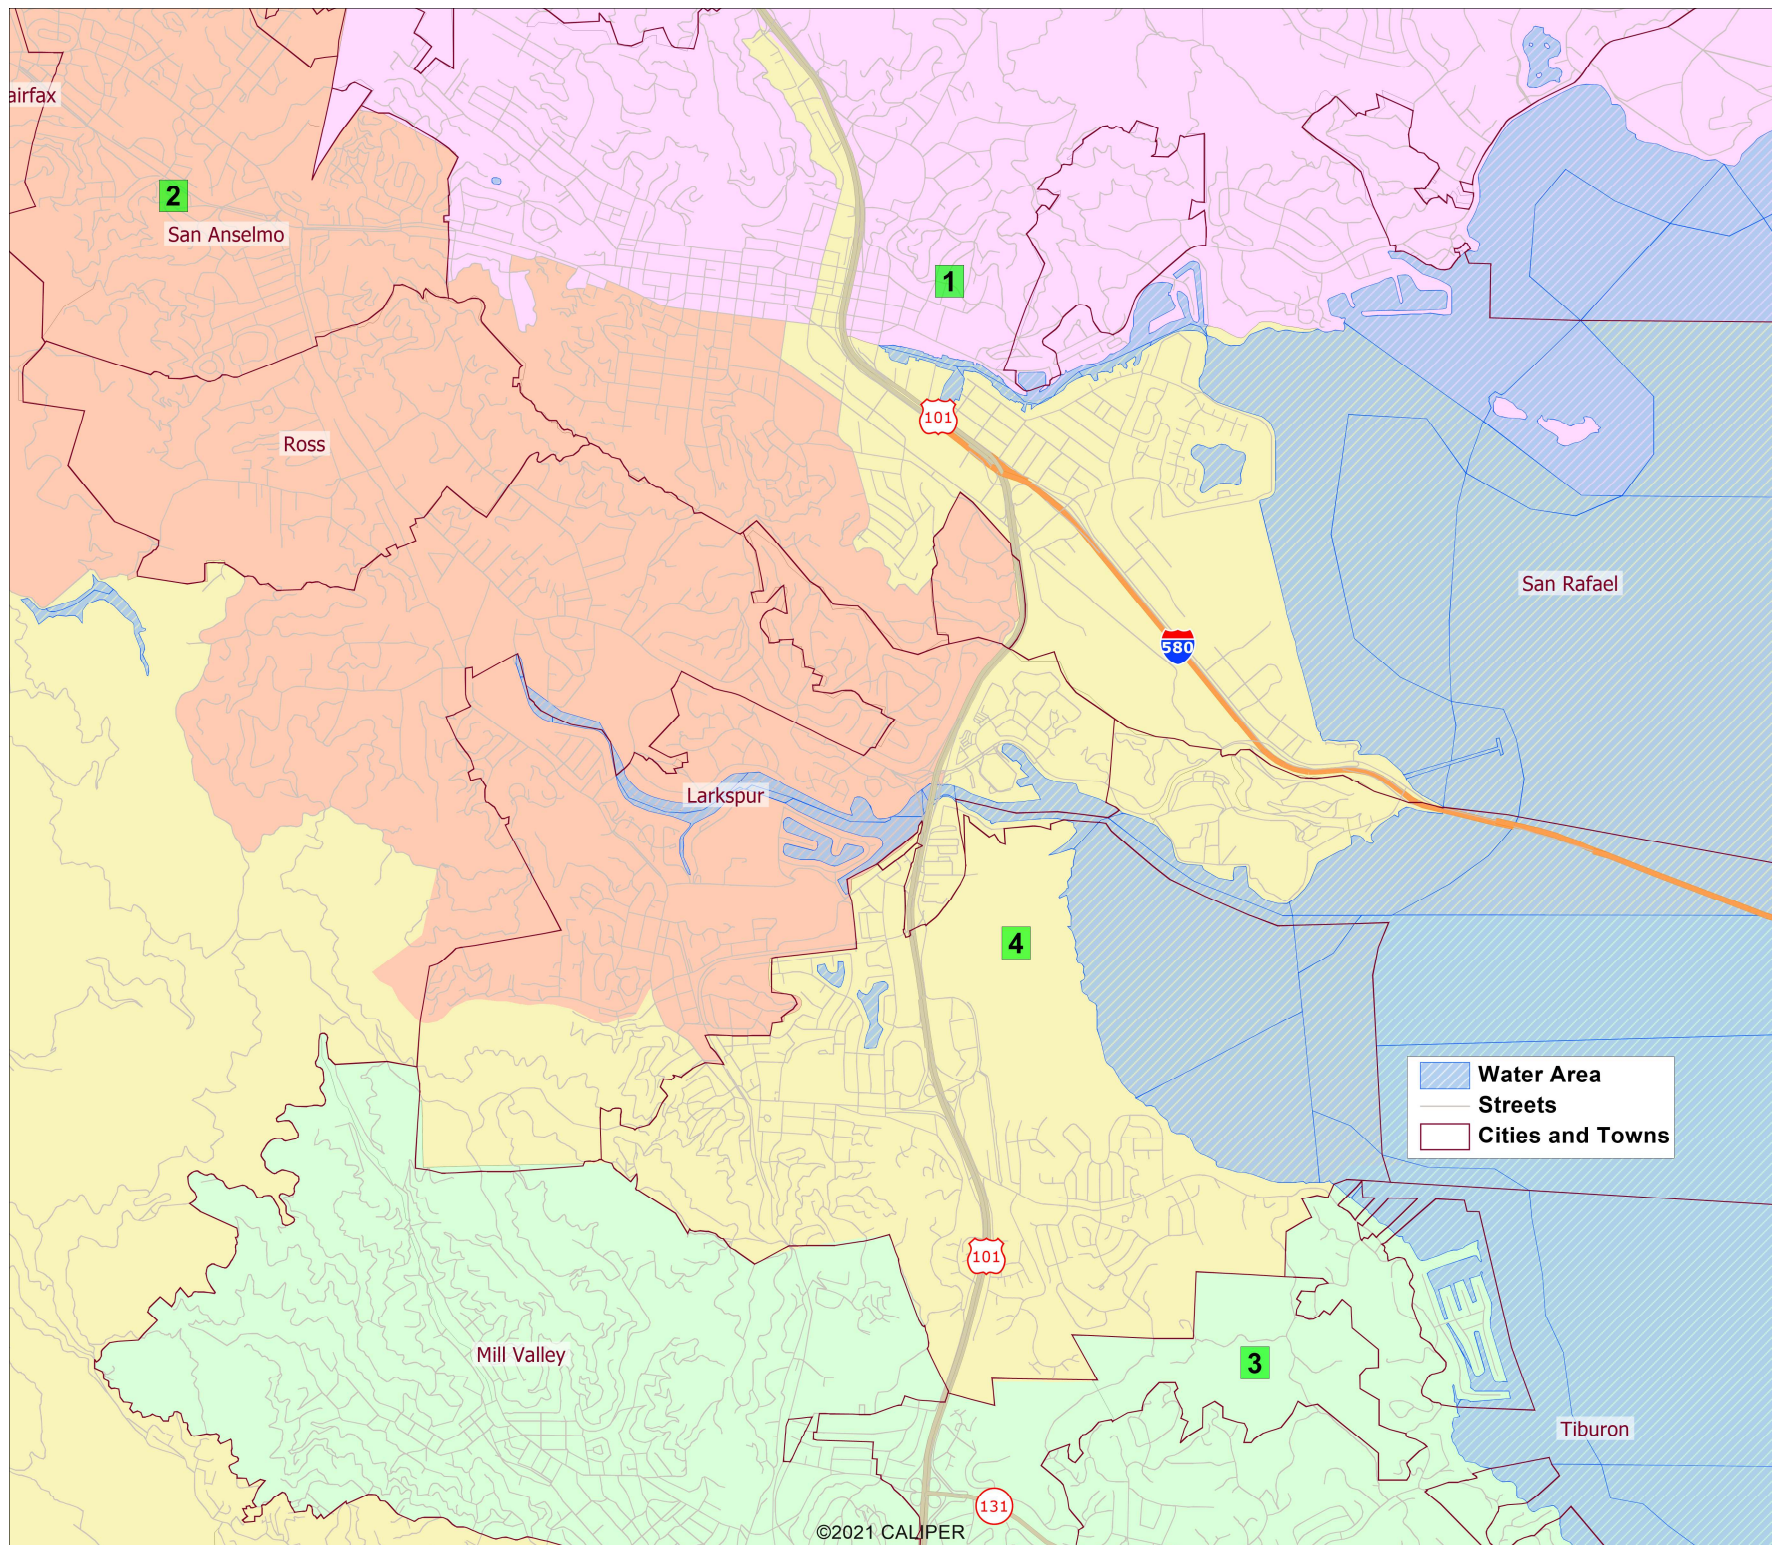 airfax
2
San Anselmo
1
101
Ross
San Rafael
580
Larkspur
4
Water Area
Streets
Cities and Towns
101
Mill Valley
3
Tiburon
131
©2021 CALIPER